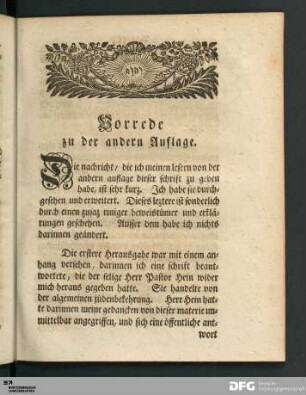 Vorrede
zu der andern Auflage.
Die nachricht, die ich meinen lesern von der
andern auflage dieser schrift zu geben
habe, ist sehr kurz. Ich habe sie durch-
gesehen und erweitert. Dieses leztere ist sonderlich
durch einen zusaz einiger beweistümer und erklä-
rungen geschehen. Ausser dem habe ich nichts
darinnen geändert.
Die erstere Herausgabe war mit einem an-
hang versehen, darinnen ich eine schrift beant-
wortete, die der selige Herr Pastor Hein wider
mich heraus gegeben hatte. Sie handelte von
der algemeinen jüdenbekehrung. Herr Hein hat-
te darinnen meine gedancken von dieser materie un-
mittelbar angegriffen, und sich eine öffentliche ant-
wort
DFG